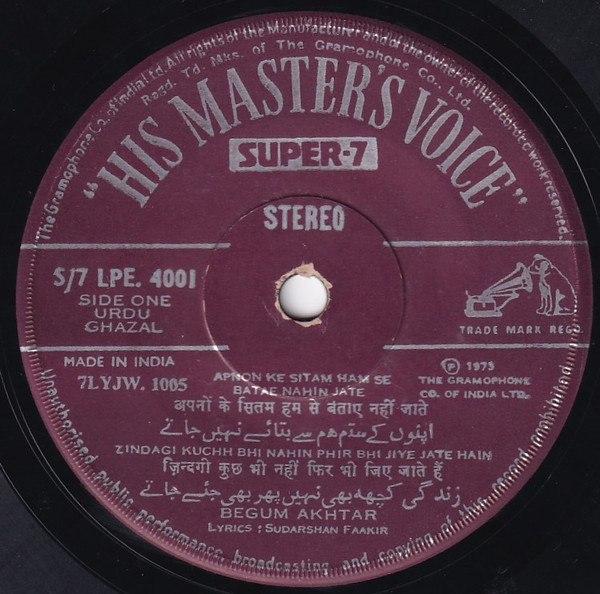 The Gramophone Co. of India Ltd. All rights of the Manufacturer and of the owner of the recorded work reserved.
Regd. Td. Mks. of The Gramophone Co., Ltd.
"HIS MASTER'S VOICE"
SUPER-7
STEREO
S/7 LPE. 4001
SIDE ONE
URDU
GHAZAL
TRADE MARK REGD
MADE IN INDIA
7LYJW. 1005
Ⓟ 1975
THE GRAMOPHONE
CO. OF INDIA LTD.
APNON KE SITAM HAM SE
BATAE NAHIN JATE
अपनों के सितम हम से बताए नहीं जाते
اپنوں کے ستم ھم سے بتائے نہیں جاتے
ZINDAGI KUCHH BHI NAHIN PHIR BHI JIYE JATE HAIN
ज़िन्दगी कुछ भी नहीं फिर भी जिए जाते हैं
زندگی کچھ بھی نہیں پھر بھی جئے جاتے
BEGUM AKHTAR
LYRICS : SUDARSHAN FAAKIR
Unauthorised public performance broadcasting and copying of this record prohibited.